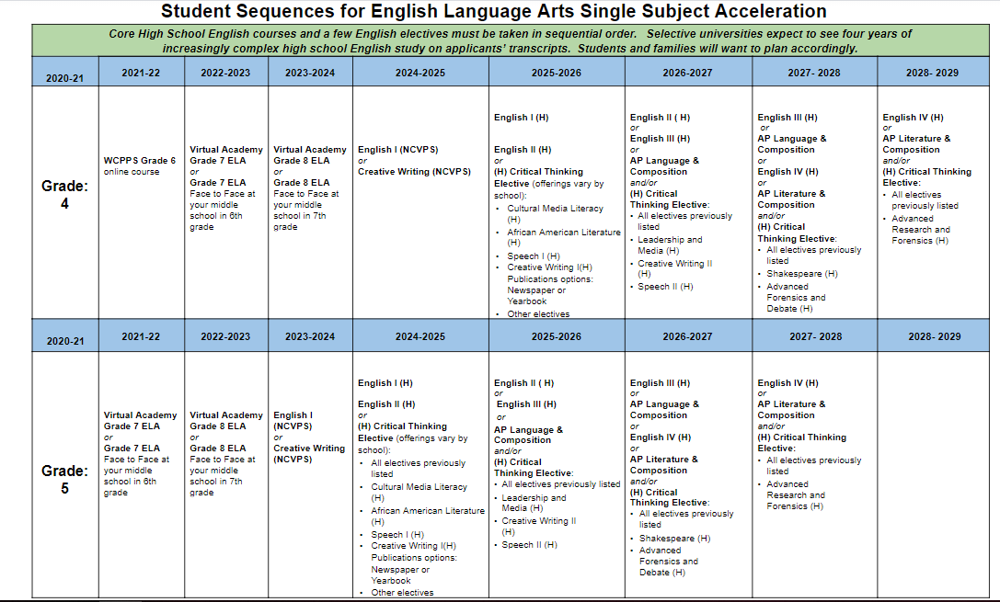 Student Sequences for English Language Arts Single Subject Acceleration
Core High School English courses and a few English electives must be taken in sequential order. Selective universities expect to see four years of
increasingly complex high school English study on applicants' transcripts. Students and families will want to plan accordingly.
2020-21
2021-22
2022-2023
2023-2024
2024-2025
2025-2026
2026-2027
2027- 2028
2028- 2029
Grade:
4
WCPPS Grade 6
online course
Virtual Academy
Grade 7 ELA
or
Grade 7 ELA
Face to Face at
your middle
school in 6th
grade
Virtual Academy
Grade 8 ELA
or
Grade 8 ELA
Face to Face at
your middle
school in 7th
grade
English I (NCVPS)
or
Creative Writing (NCVPS)
English I (H)
English II (H)
or
(H) Critical Thinking
Elective (offerings vary by
school):
• Cultural Media Literacy
(H)
• African American Literature
(H)
• Speech I (H)
• Creative Writing I(H)
Publications options:
Newspaper or
Yearbook
• Other electives
English II ( H)
or
English III (H)
or
AP Language &
Composition
and/or
(H) Critical
Thinking Elective:
• All electives previously
listed
• Leadership and
Media (H)
• Creative Writing II
(H)
• Speech II (H)
English III (H)
or
AP Language &
Composition
or
English IV (H)
or
AP Literature &
Composition
and/or
(H) Critical
Thinking Elective:
• All electives previously
listed
• Shakespeare (H)
• Advanced
Forensics and
Debate (H)
English IV (H)
or
AP Literature &
Composition
and/or
(H) Critical Thinking
Elective:
• All electives
previously listed
• Advanced
Research and
Forensics (H)
2020-21
2021-22
2022-2023
2023-2024
2024-2025
2025-2026
2026-2027
2027- 2028
2028- 2029
Grade:
5
Virtual Academy
Grade 7 ELA
or
Grade 7 ELA
Face to Face at
your middle
school in 6th
grade
Virtual Academy
Grade 8 ELA
or
Grade 8 ELA
Face to Face at
your middle
school in 7th
grade
English I
(NCVPS)
or
Creative Writing
(NCVPS)
English I (H)
English II (H)
or
(H) Critical Thinking
Elective (offerings vary by
school):
• All electives previously
listed
• Cultural Media Literacy
(H)
• African American Literature
(H)
• Speech I (H)
• Creative Writing I(H)
Publications options:
Newspaper or
Yearbook
• Other electives
English II ( H)
or
English III (H)
or
AP Language &
Composition
and/or
(H) Critical
Thinking Elective:
• All electives previously listed
• Leadership and
Media (H)
• Creative Writing II
(H)
• Speech II (H)
English III (H)
or
AP Language &
Composition
or
English IV (H)
or
AP Literature &
Composition
and/or
(H) Critical
Thinking Elective:
• All electives previously
listed
• Shakespeare (H)
• Advanced
Forensics and
Debate (H)
English IV (H)
or
AP Literature &
Composition
and/or
(H) Critical Thinking
Elective:
• All electives previously
listed
• Advanced
Research and
Forensics (H)